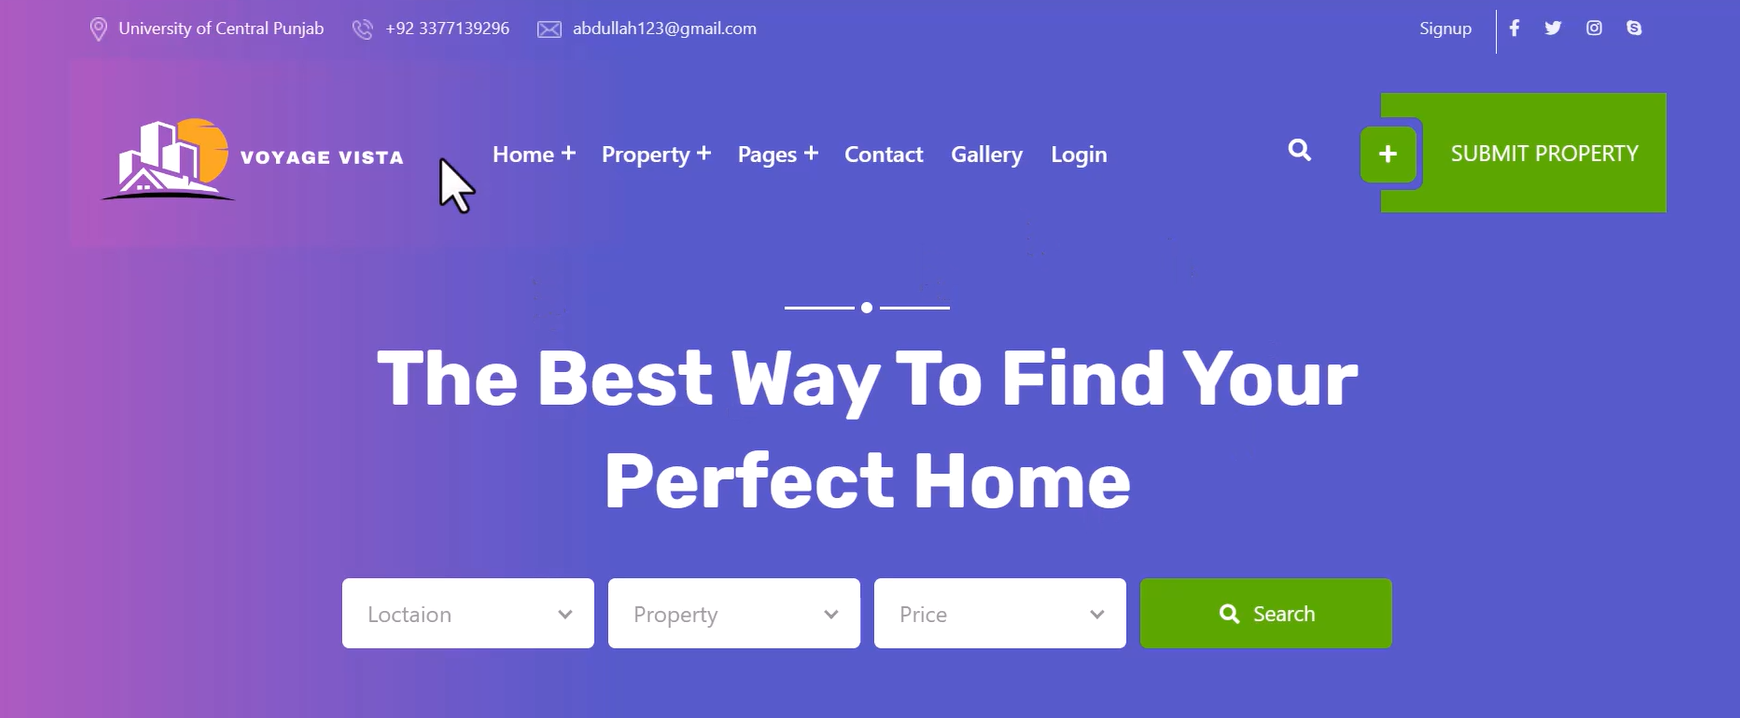 University of Central Punjab +92 3377139296 abdullah123@gmail.com Signup
VOYAGE VISTA Home + Property + Pages + Contact Gallery Login + SUBMIT PROPERTY
The Best Way To Find Your
Perfect Home
Loctaion Property Price Search